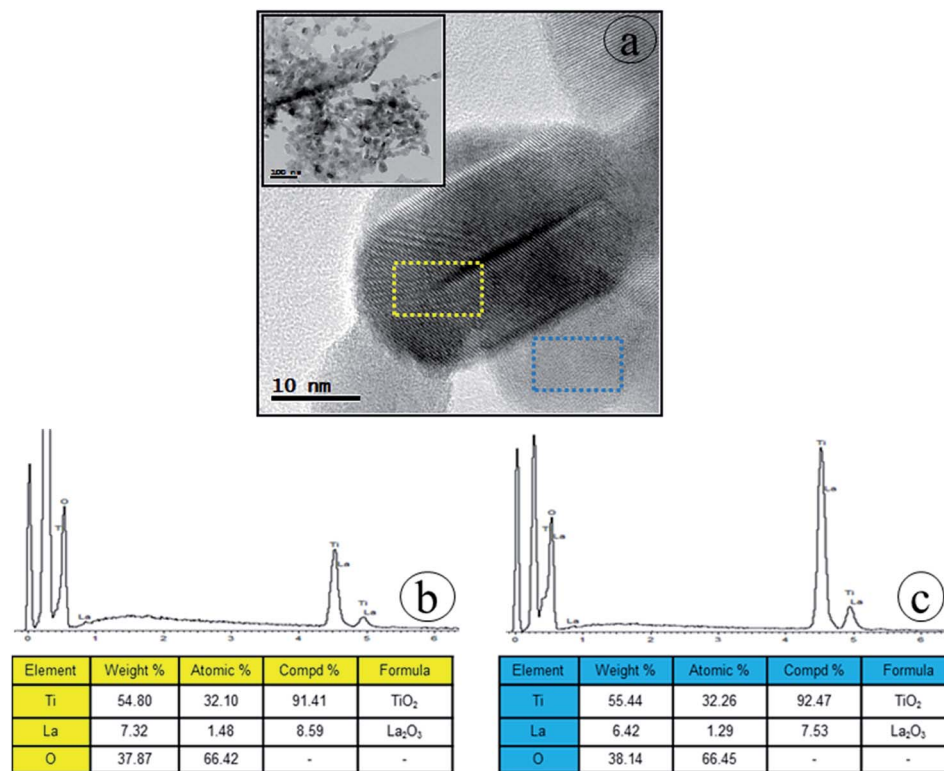 a
100 nm
10 nm
O
Ti
La
Ti
La
Ti
La
b
0 1 2 3 4 5 6
Ti
La
O
T
La
Ti
La
La
c
0 1 2 3 4 5 6
Element Weight % Atomic % Compd % Formula
Ti 54.80 32.10 91.41 TiO₂
La 7.32 1.48 8.59 La₂O₃
O 37.87 66.42 - -
Element Weight % Atomic % Compd % Formula
Ti 55.44 32.26 92.47 TiO₂
La 6.42 1.29 7.53 La₂O₃
O 38.14 66.45 - -